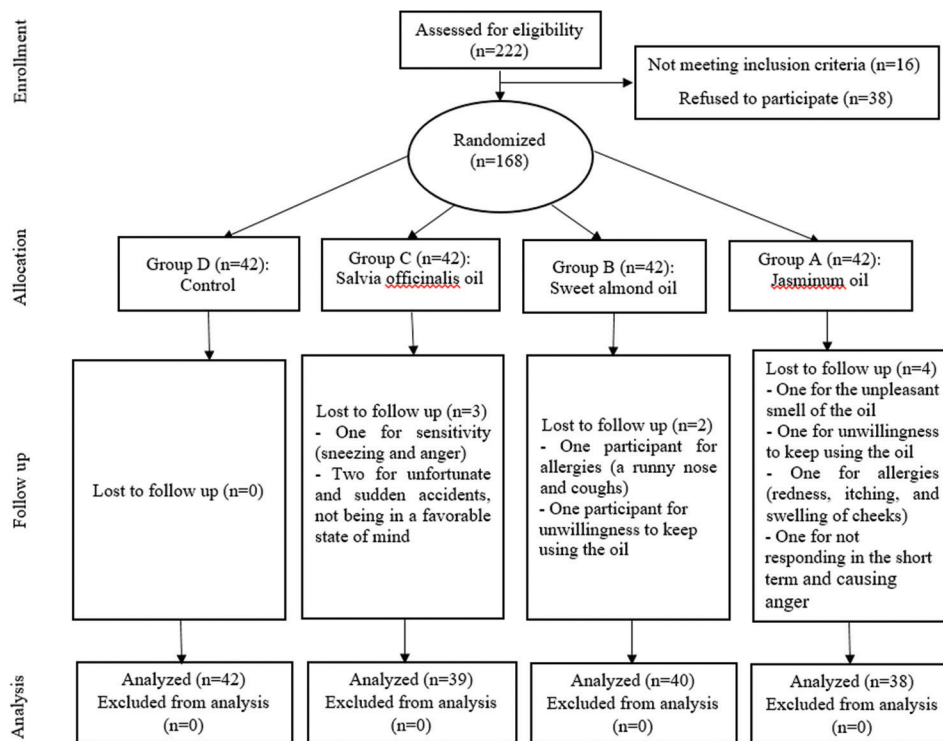 Enrollment
Assessed for eligibility
(n=222)
Not meeting inclusion criteria (n=16)
Refused to participate (n=38)
Randomized
(n=168)
Allocation
Group D (n=42):
Control
Group C (n=42):
Salvia officinalis oil
Group B (n=42):
Sweet almond oil
Group A (n=42):
Jasminum oil
Follow up
Lost to follow up (n=0)
Lost to follow up (n=3)
- One for sensitivity
(sneezing and anger)
- Two for unfortunate
and sudden accidents,
not being in a favorable
state of mind
Lost to follow up (n=2)
- One participant for
allergies (a runny nose
and coughs)
- One participant for
unwillingness to keep
using the oil
Lost to follow up (n=4)
- One for the unpleasant
smell of the oil
- One for unwillingness to
keep using the oil
- One for allergies
(redness, itching, and
swelling of cheeks)
- One for not
responding in the short
term and causing
anger
Analysis
Analyzed (n=42)
Excluded from analysis
(n=0)
Analyzed (n=39)
Excluded from analysis
(n=0)
Analyzed (n=40)
Excluded from analysis
(n=0)
Analyzed (n=38)
Excluded from analysis
(n=0)